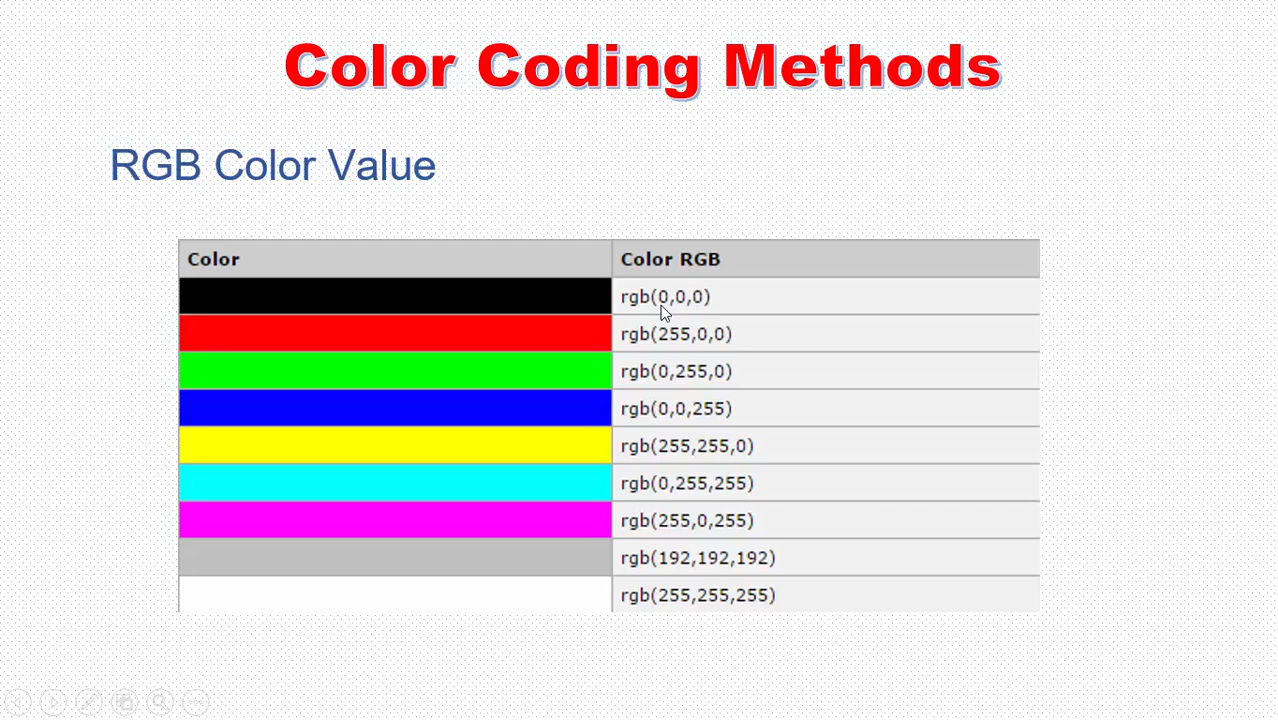 Color Coding Methods
RGB Color Value
Color Color RGB
rgb(0,0,0)
rgb(255,0,0)
rgb(0,255,0)
rgb(0,0,255)
rgb(255,255,0)
rgb(0,255,255)
rgb(255,0,255)
rgb(192,192,192)
rgb(255,255,255)